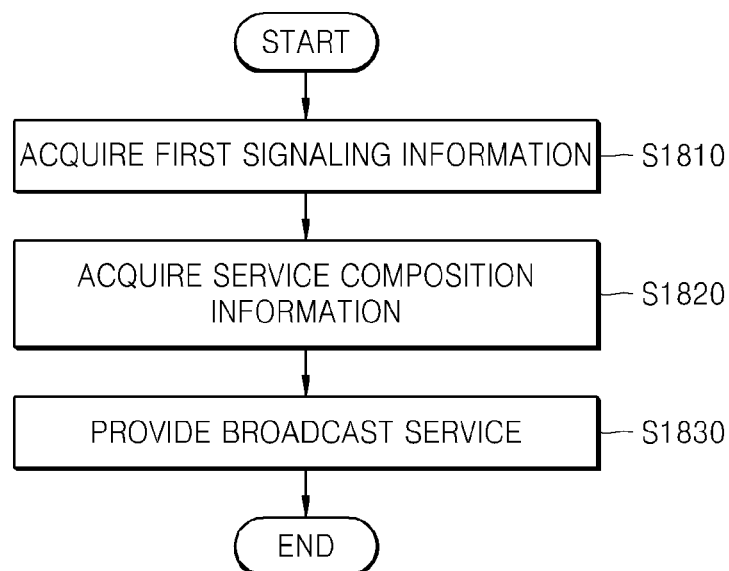 START
ACQUIRE FIRST SIGNALING INFORMATION
S1810
ACQUIRE SERVICE COMPOSITION
INFORMATION
S1820
PROVIDE BROADCAST SERVICE
S1830
END